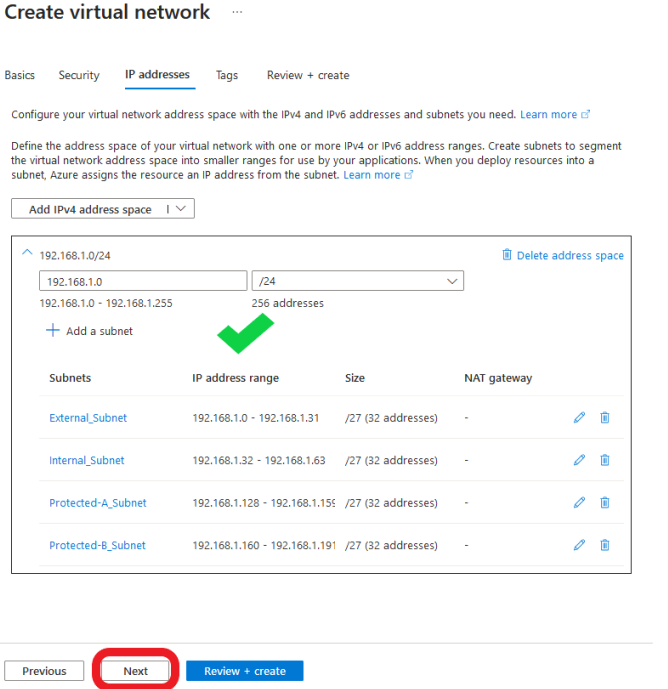 Create virtual network ...
Basics Security IP addresses Tags Review + create
Configure your virtual network address space with the IPv4 and IPv6 addresses and subnets you need. Learn more
Define the address space of your virtual network with one or more IPv4 or IPv6 address ranges. Create subnets to segment
the virtual network address space into smaller ranges for use by your applications. When you deploy resources into a
subnet, Azure assigns the resource an IP address from the subnet. Learn more
Add IPv4 address space
192.168.1.0/24 Delete address space
192.168.1.0 /24
192.168.1.0 - 192.168.1.255 256 addresses
+ Add a subnet
Subnets IP address range Size NAT gateway
External_Subnet 192.168.1.0 - 192.168.1.31 /27 (32 addresses) -
Internal_Subnet 192.168.1.32 - 192.168.1.63 /27 (32 addresses) -
Protected-A_Subnet 192.168.1.128 - 192.168.1.159 /27 (32 addresses) -
Protected-B_Subnet 192.168.1.160 - 192.168.1.191 /27 (32 addresses) -
Previous Next Review + create